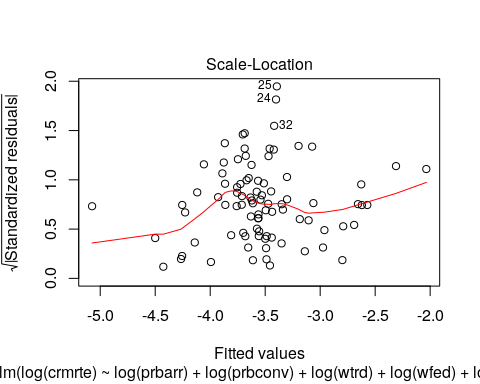 Scale-Location
√|Standardized residuals|
2.0
1.5
1.0
0.5
0.0
25
24
32
-5.0 -4.5 -4.0 -3.5 -3.0 -2.5 -2.0
Fitted values
lm(log(crmrte) ~ log(prbarr) + log(prbconv) + log(wtrd) + log(wfed) + lo